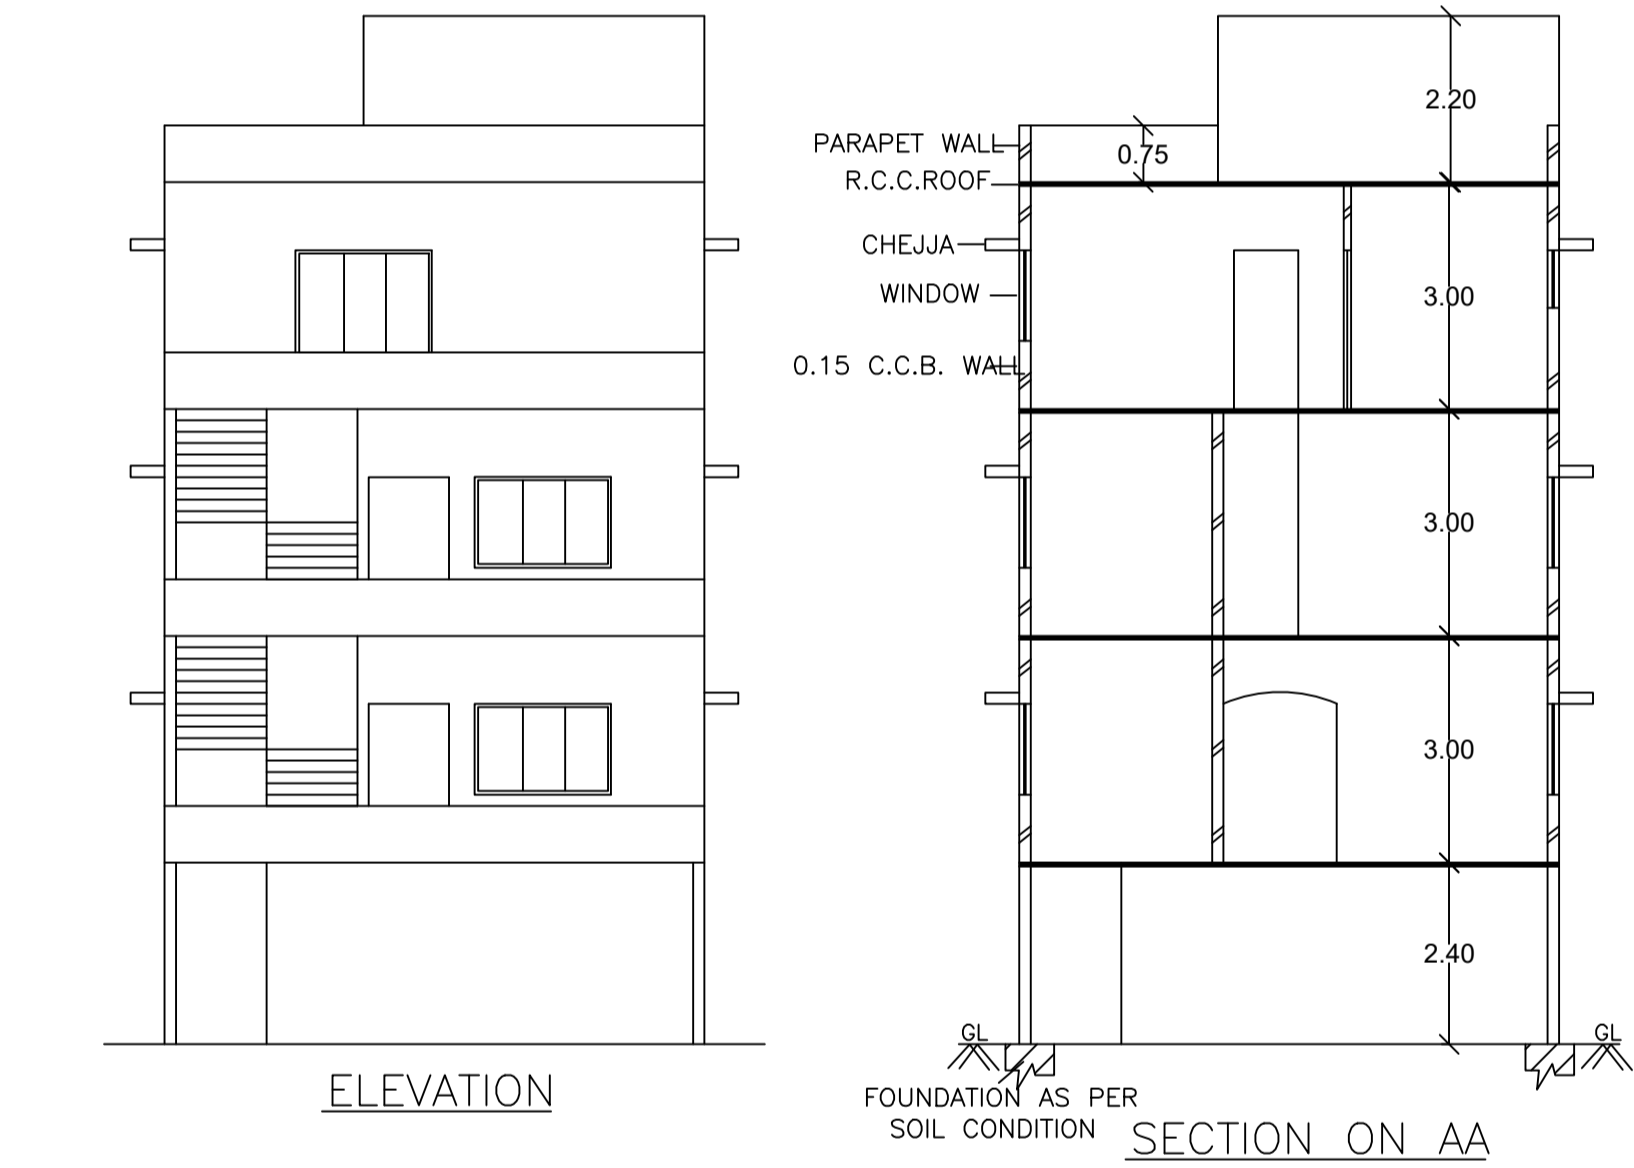 2.20
PARAPET WALL
0.75
R.C.C.ROOF
CHEJJA
WINDOW
3.00
0.15 C.C.B. WALL
3.00
3.00
2.40
GL
GL
ELEVATION
FOUNDATION AS PER
SOIL CONDITION
SECTION ON AA